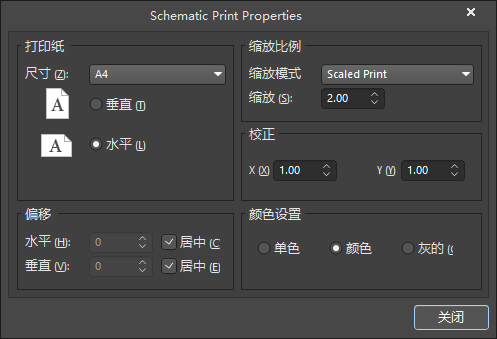 Schematic Print Properties
打印纸
尺寸 (Z): A4
A 垂直 (T)
A 水平 (L)
缩放比例
缩放模式 Scaled Print
缩放 (S): 2.00
校正
X (X) 1.00 Y (Y) 1.00
偏移
水平 (H): 0 居中 (C
垂直 (V): 0 居中 (E)
颜色设置
单色 颜色 灰的 (
关闭